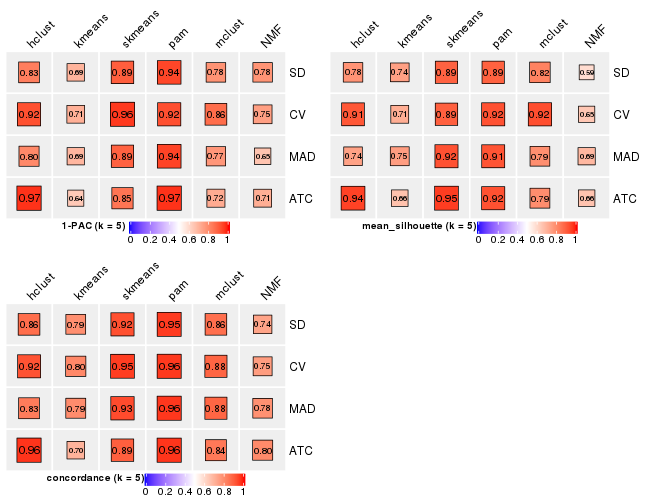 hclust kmeans skmeans pam mclust NMF
0.83 0.69 0.89 0.94 0.78 0.78 SD
0.92 0.71 0.96 0.92 0.86 0.75 CV
0.80 0.69 0.89 0.94 0.77 0.65 MAD
0.97 0.64 0.85 0.97 0.72 0.71 ATC
1-PAC (k = 5)
0 0.2 0.4 0.6 0.8 1
hclust kmeans skmeans pam mclust NMF
0.78 0.74 0.89 0.89 0.82 0.59 SD
0.91 0.71 0.89 0.92 0.92 0.65 CV
0.74 0.75 0.92 0.91 0.79 0.69 MAD
0.94 0.66 0.95 0.92 0.79 0.66 ATC
mean_silhouette (k = 5)
0 0.2 0.4 0.6 0.8 1
hclust kmeans skmeans pam mclust NMF
0.86 0.79 0.92 0.95 0.86 0.74 SD
0.92 0.80 0.95 0.96 0.88 0.75 CV
0.83 0.79 0.93 0.96 0.88 0.78 MAD
0.96 0.70 0.89 0.96 0.84 0.80 ATC
concordance (k = 5)
0 0.2 0.4 0.6 0.8 1